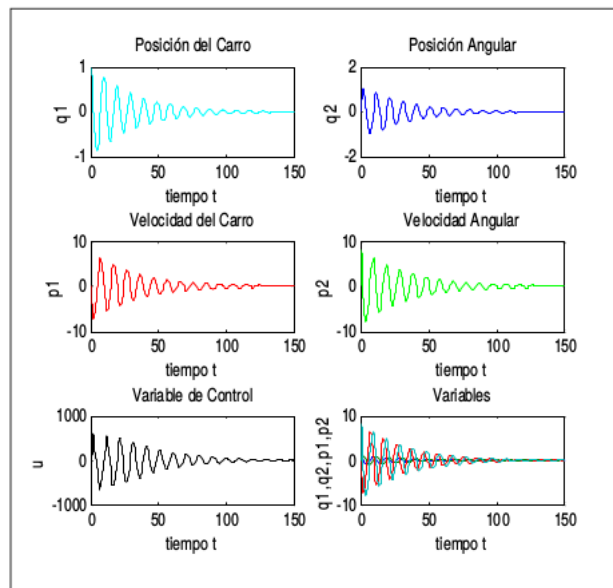 Posición del Carro
1
0
-1
q1
0 50 100 150
tiempo t
Posición Angular
2
0
-2
q2
0 50 100 150
tiempo t
Velocidad del Carro
10
0
-10
p1
0 50 100 150
tiempo t
Velocidad Angular
10
0
-10
p2
0 50 100 150
tiempo t
Variable de Control
1000
0
-1000
u
0 50 100 150
tiempo t
Variables
10
0
-10
q1,q2,p1,p2
0 50 100 150
tiempo t